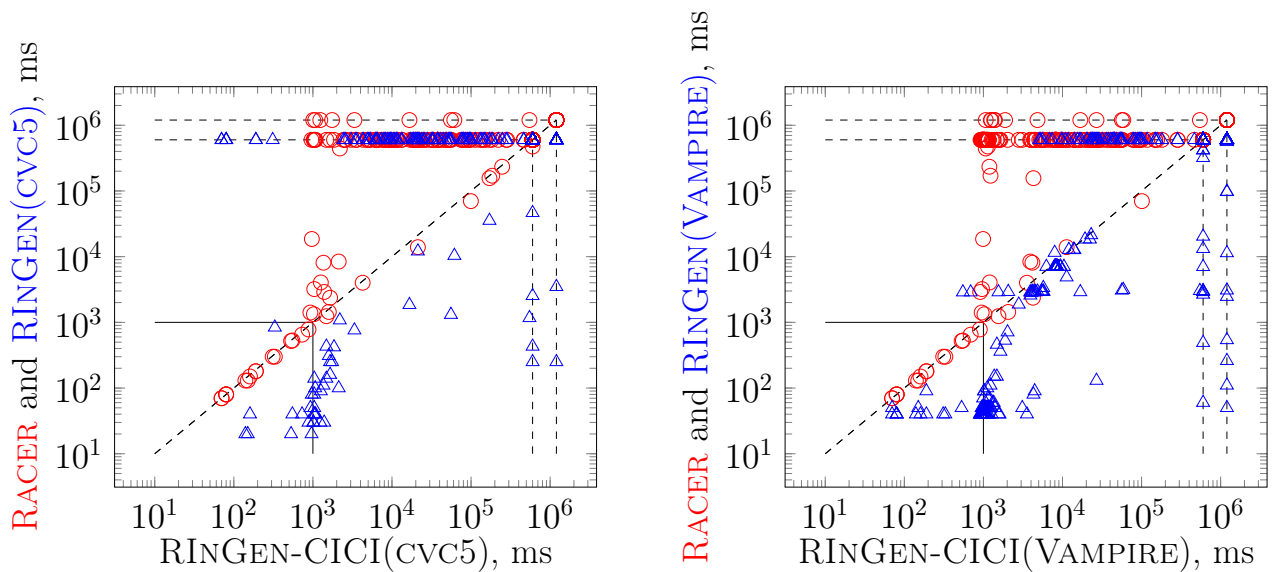 RACER and RINGEN(CVC5), ms
10^6
10^5
10^4
10^3
10^2
10^1
10^1 10^2 10^3 10^4 10^5 10^6
RINGEN-CICI(CVC5), ms
RACER and RINGEN(VAMPIRE), ms
10^6
10^5
10^4
10^3
10^2
10^1
10^1 10^2 10^3 10^4 10^5 10^6
RINGEN-CICI(VAMPIRE), ms